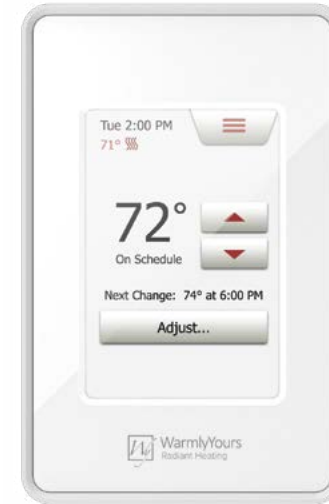 Tue 2:00 PM
71°
72°
On Schedule
Next Change: 74° at 6:00 PM
Adjust...
WarmlyYours
Radiant Heating